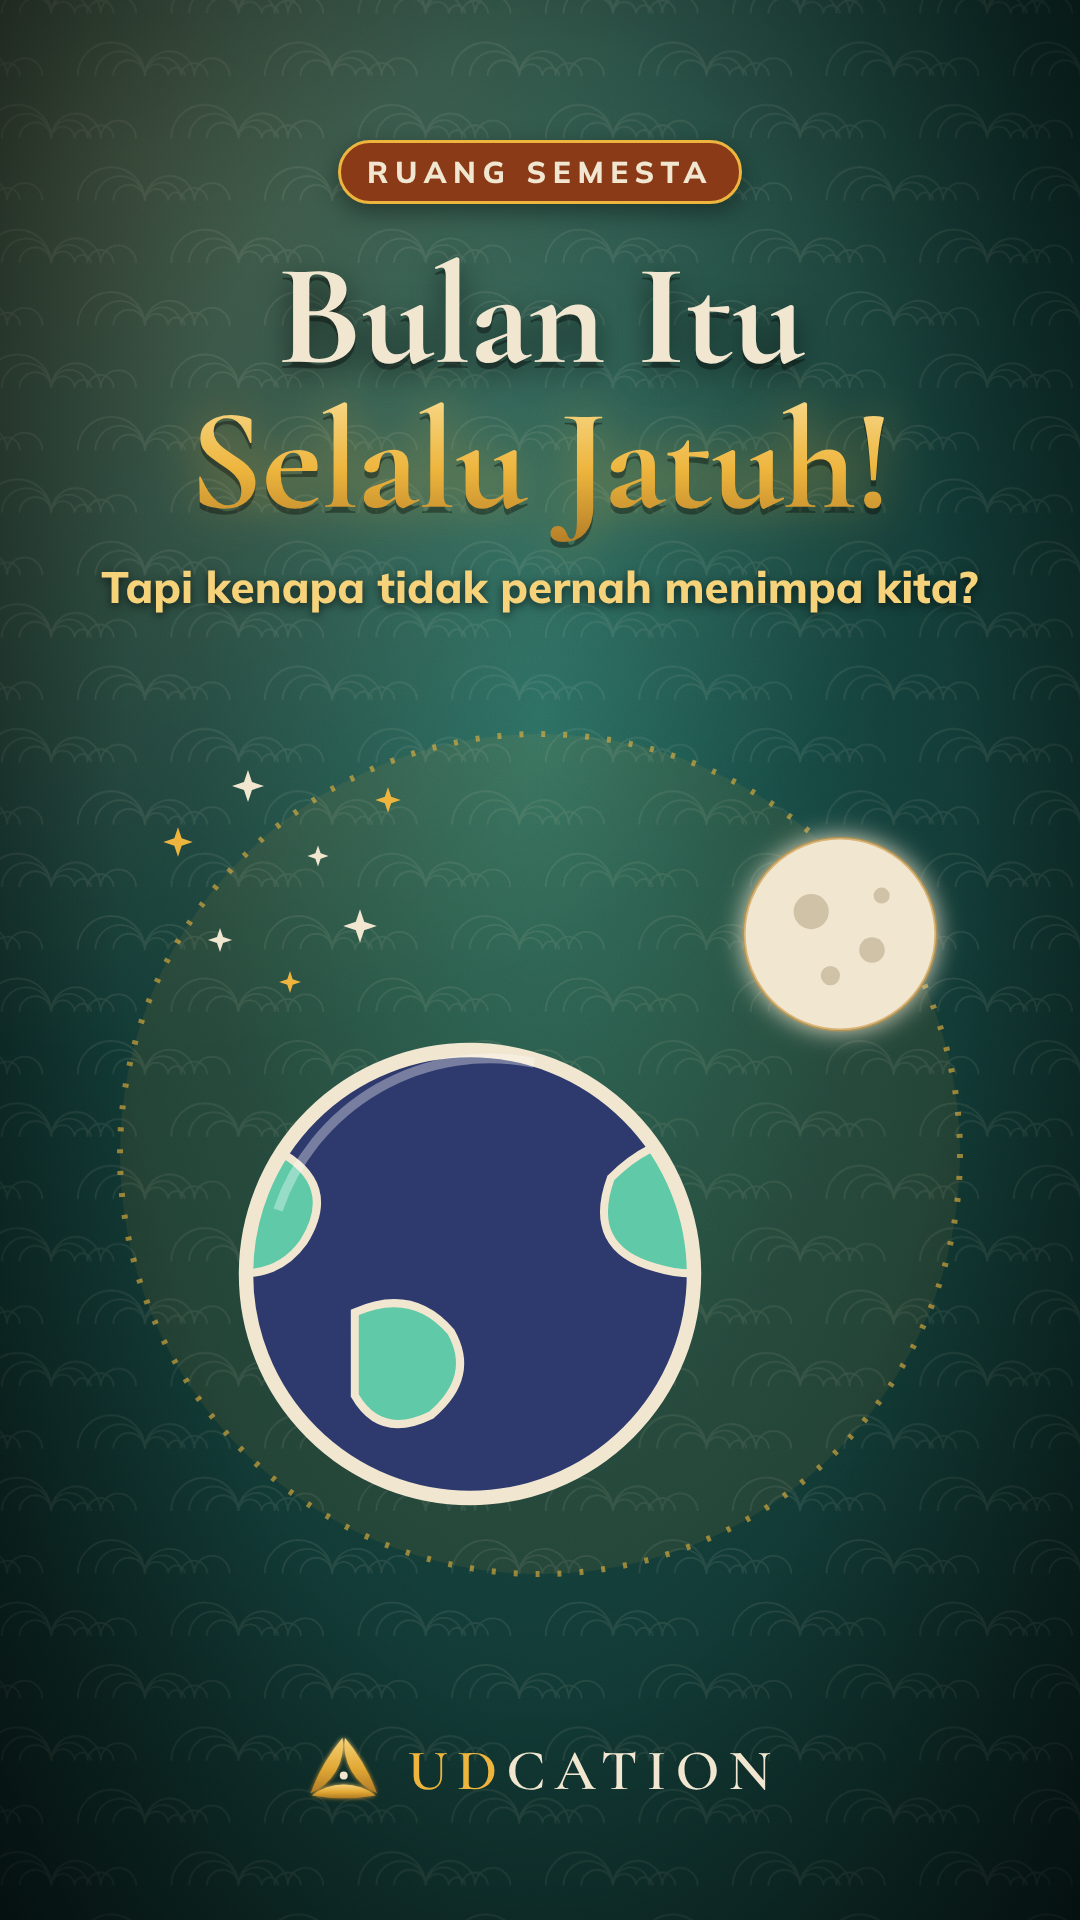 RUANG SEMESTA
Bulan Itu
Selalu Jatuh!
Tapi kenapa tidak pernah menimpa kita?
UDCATION